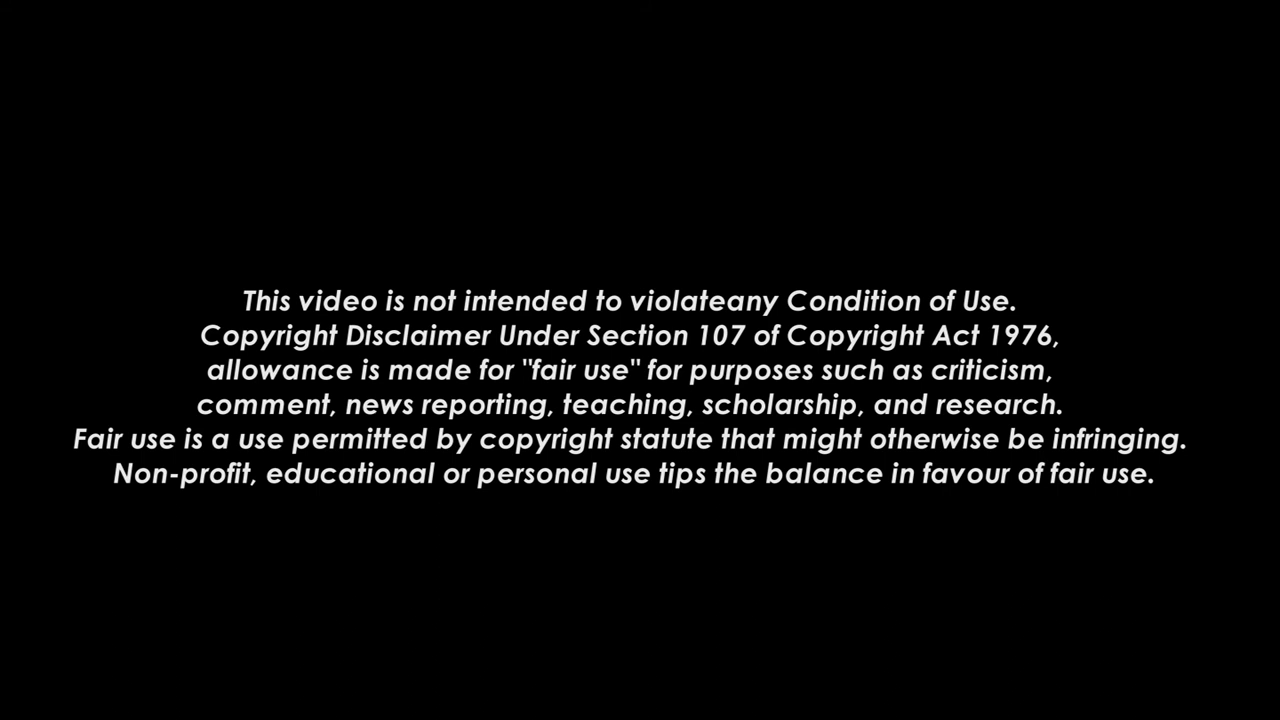 This video is not intended to violateany Condition of Use.
Copyright Disclaimer Under Section 107 of Copyright Act 1976,
allowance is made for "fair use" for purposes such as criticism,
comment, news reporting, teaching, scholarship, and research.
Fair use is a use permitted by copyright statute that might otherwise be infringing.
Non-profit, educational or personal use tips the balance in favour of fair use.